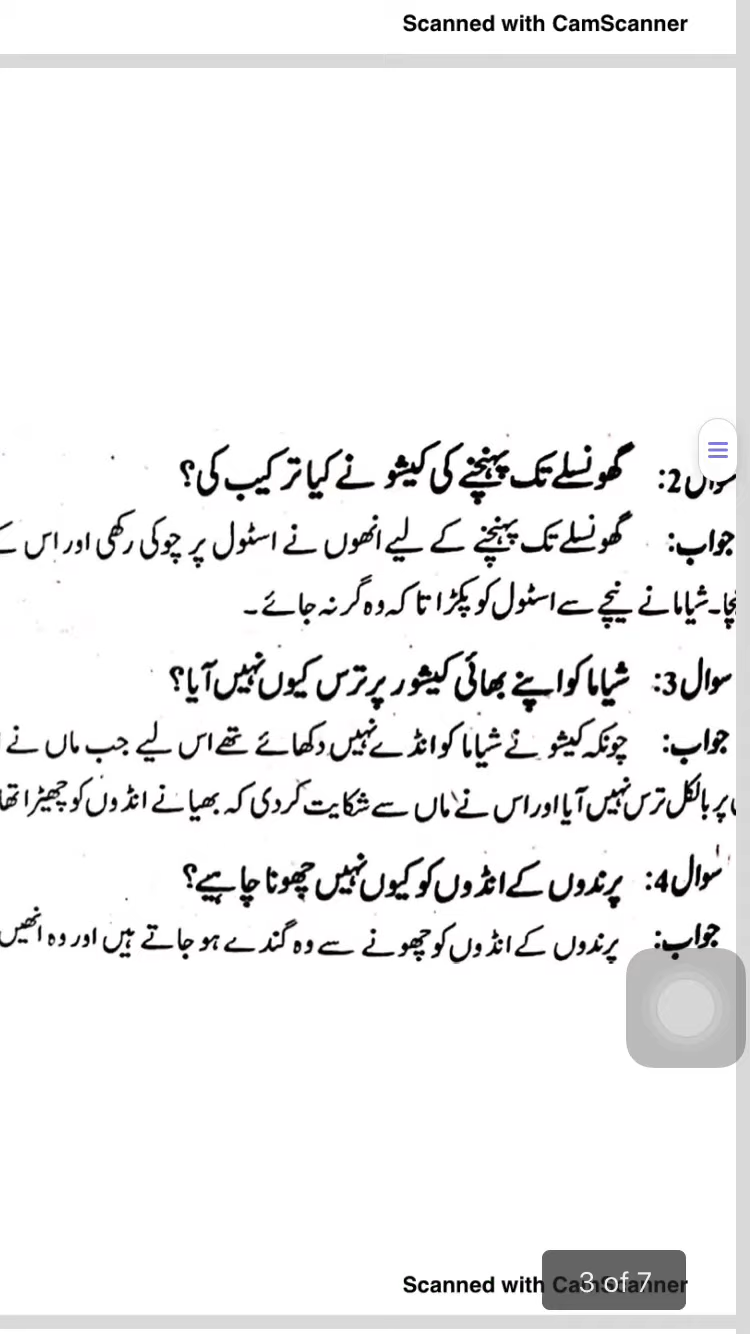 Scanned with CamScanner
سوال 2: گھونسلے تک پہنچنے کی کیشو نے کیا ترکیب کی؟
جواب: گھونسلے تک پہنچنے کے لیے انھوں نے اسٹول پر چوکی رکھی اور اس کے
شیاما نے نیچے سے اسٹول کو پکڑا تا کہ وہ گر نہ جائے۔
سوال 3: شیاما کو اپنے بھائی کیشور پر ترس کیوں نہیں آیا؟
جواب: چونکہ کیشو نے شیاما کو انڈے نہیں دکھائے تھے اس لیے جب ماں نے
پر بالکل ترس نہیں آیا اور اس نے ماں سے شکایت کر دی کہ بھیا نے انڈوں کو چھیڑا تھا
سوال 4: پرندوں کے انڈوں کو کیوں نہیں چھونا چاہیے؟
جواب: پرندوں کے انڈوں کو چھونے سے وہ گندے ہو جاتے ہیں اور وہ انھیں
Scanned with CamScanner
3 of 7